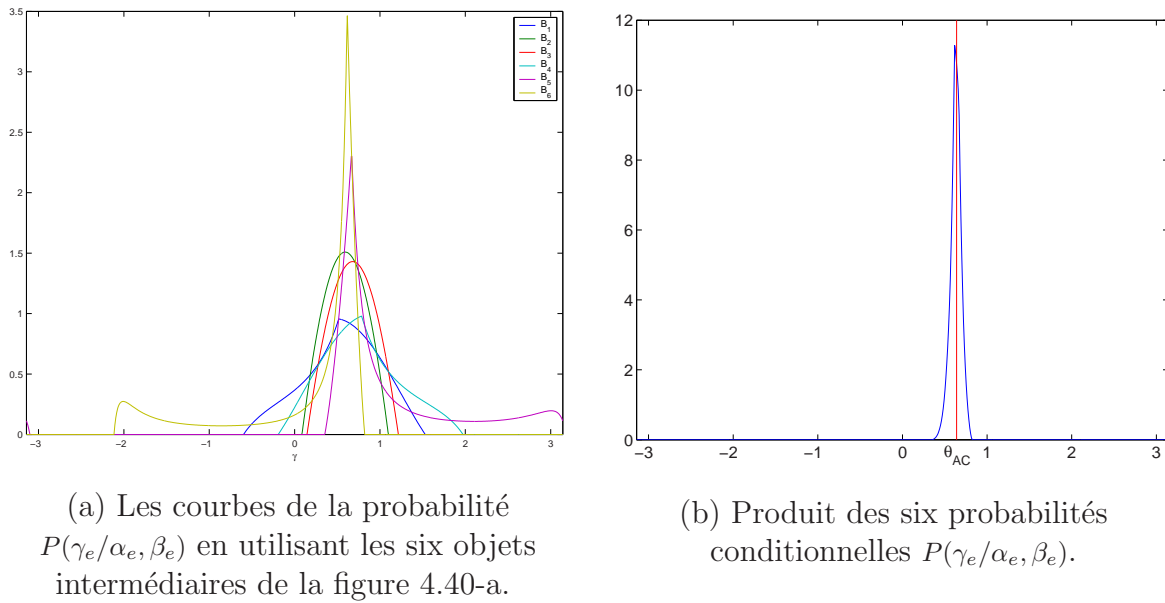 3.5
3
2.5
2
1.5
1
0.5
0
-3
-2
-1
0
1
2
3
γ
B1
B2
B3
B4
B5
B6
12
10
8
6
4
2
0
-3
-2
-1
0
θAC
1
2
3
(a) Les courbes de la probabilité
P(γe/αe, βe) en utilisant les six objets
intermédiaires de la figure 4.40-a.
(b) Produit des six probabilités
conditionnelles P(γe/αe, βe).